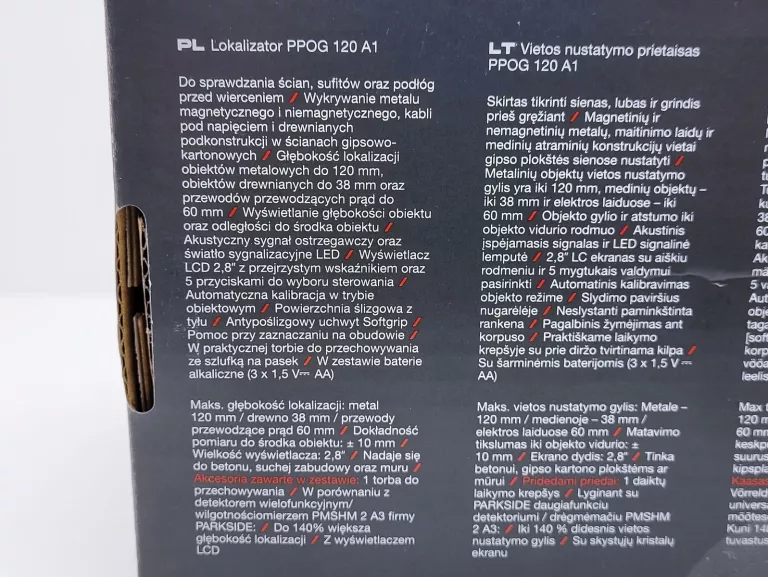 PL Lokalizator PPOG 120 A1
Do sprawdzania ścian, sufitów oraz podłóg
przed wierceniem / Wykrywanie metalu
magnetycznego i niemagnetycznego, kabli
pod napięciem i drewnianych
podkonstrukcji w ścianach gipsowo-
kartonowych / Głębokość lokalizacji
obiektów metalowych do 120 mm,
obiektów drewnianych do 38 mm oraz
przewodów przewodzących prąd do
60 mm / Wyświetlanie głębokości obiektu
oraz odległości do środka obiektu /
Akustyczny sygnał ostrzegawczy oraz
światło sygnalizacyjne LED / Wyświetlacz
LCD 2,8" z przejrzystym wskaźnikiem oraz
5 przyciskami do wyboru sterowania /
Automatyczna kalibracja w trybie
obiektowym / Powierzchnia ślizgowa z
tyłu / Antypoślizgowy uchwyt Softgrip /
Pomoc przy zaznaczaniu na obudowie /
W praktycznej torbie do przechowywania
ze szlufką na pasek / W zestawie baterie
alkaliczne (3 x 1,5 V⎓ AA)
Maks. głębokość lokalizacji: metal
120 mm / drewno 38 mm / przewody
przewodzące prąd 60 mm / Dokładność
pomiaru do środka obiektu: ± 10 mm /
Wielkość wyświetlacza: 2,8" / Nadaje się
do betonu, suchej zabudowy oraz muru /
Akcesoria zawarte w zestawie: 1 torba do
przechowywania / W porównaniu z
detektorem wielofunkcyjnym/
wilgotnościomierzem PMSHM 2 A3 firmy
PARKSIDE: / Do 140% większa
głębokość lokalizacji / Z wyświetlaczem
LCD
LT Vietos nustatymo prietaisas
PPOG 120 A1
Skirtas tikrinti sienas, lubas ir grindis
prieš gręžiant / Magnetinių ir
nemagnetinių metalų, maitinimo laidų ir
medinių atraminių konstrukcijų vietai
gipso plokštės sienose nustatyti /
Metalinių objektų vietos nustatymo
gylis yra iki 120 mm, medinių objektų –
iki 38 mm ir elektros laiduose – iki
60 mm / Objekto gylio ir atstumo iki
objekto vidurio rodmuo / Akustinis
įspėjamasis signalas ir LED signalinė
lemputė / 2,8" LC ekranas su aiškiu
rodmeniu ir 5 mygtukais valdymui
pasirinkti / Automatinis kalibravimas
objekto režime / Slydimo paviršius
nugarėlėje / Neslystanti paminkštinta
rankena / Pagalbinis žymėjimas ant
korpuso / Praktiškame laikymo
krepšyje su prie diržo tvirtinama kilpa /
Su šarminėmis baterijomis (3 x 1,5 V⎓
AA)
Maks. vietos nustatymo gylis: Metale –
120 mm / medienoje – 38 mm /
elektros laiduose 60 mm / Matavimo
tikslumas iki objekto vidurio: ±
10 mm / Ekrano dydis: 2,8" / Tinka
betonui, gipso kartono plokštėms ar
mūrui / Pridedami priedai: 1 daiktų
laikymo krepšys / Lyginant su
PARKSIDE daugiafunkciu
detektoriumi / drėgmėmačiu PMSHM
2 A3: / Iki 140 % didesnis vietos
nustatymo gylis / Su skystųjų kristalų
ekranu